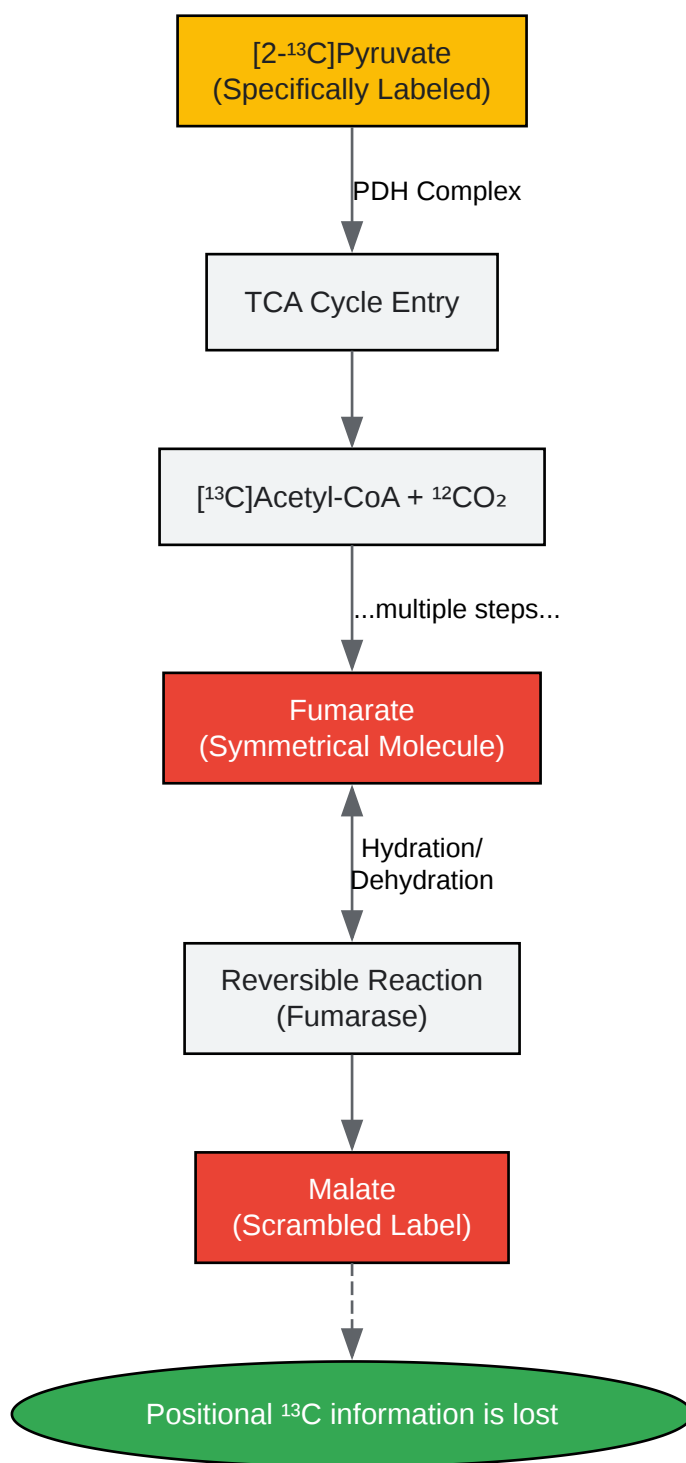 [2-¹³C]Pyruvate
(Specifically Labeled)
PDH Complex
TCA Cycle Entry
[¹³C]Acetyl-CoA + ¹²CO₂
...multiple steps...
Fumarate
(Symmetrical Molecule)
Hydration/
Dehydration
Reversible Reaction
(Fumarase)
Malate
(Scrambled Label)
Positional ¹³C information is lost